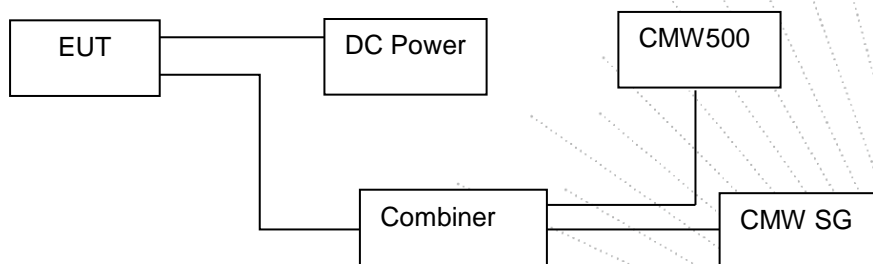 EUT
DC Power
CMW500
Combiner
CMW SG